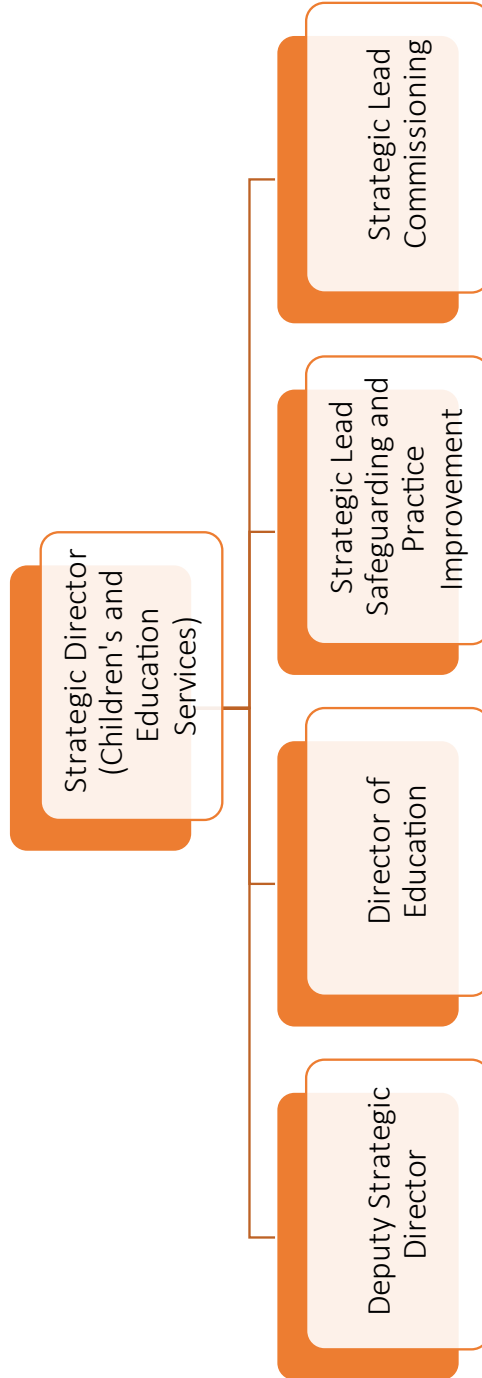 Strategic Director
(Children's and
Education
Services)
Deputy Strategic
Director
Director of
Education
Strategic Lead
Safeguarding and
Practice
Improvement
Strategic Lead
Commissioning